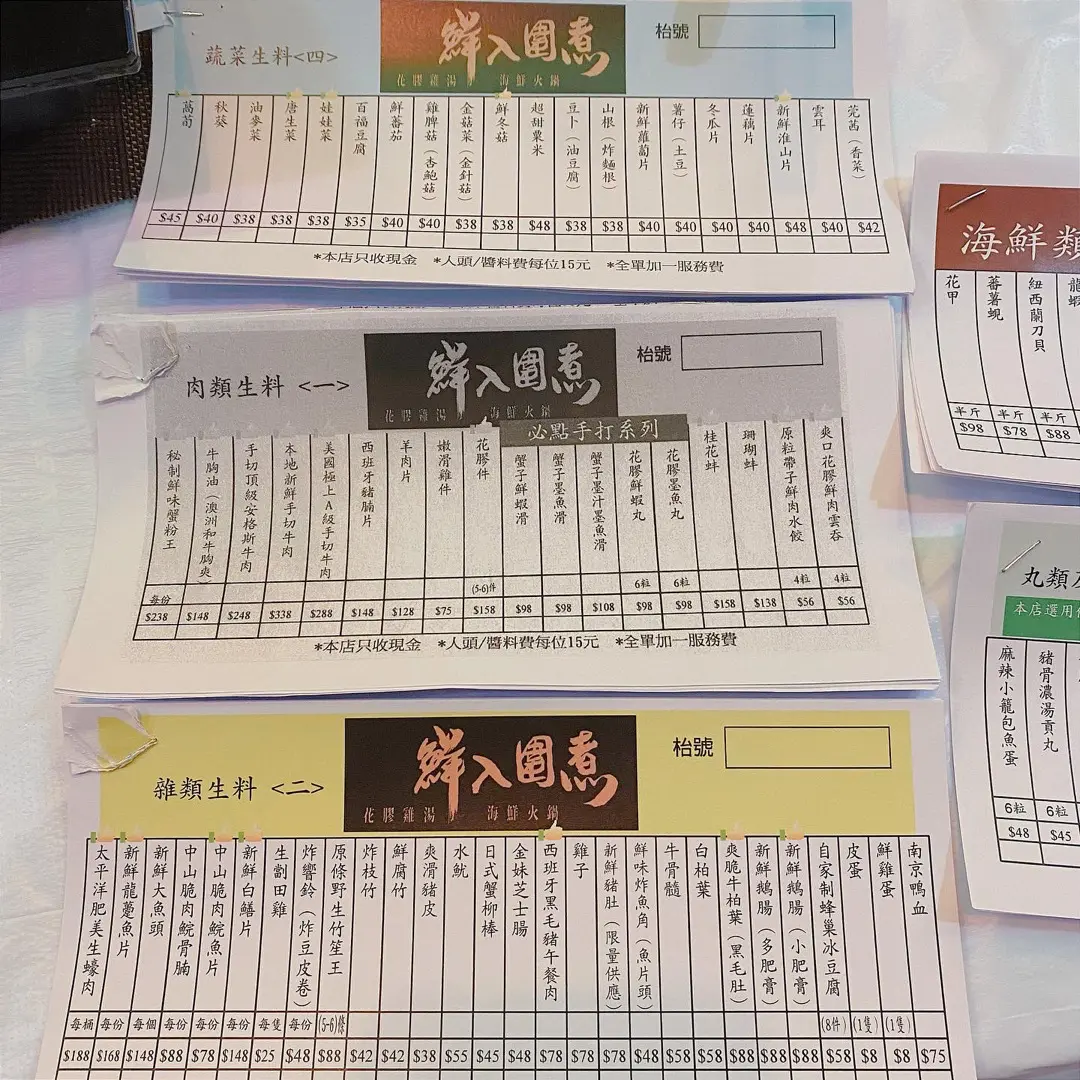 蔬菜生料<四>
鮮入圍煮
花膠雞湯 海鮮火鍋
枱號
萵荀 $45
秋葵 $40
油麥菜 $38
唐生菜 $38
娃娃菜 $38
百福豆腐 $35
鮮蕃茄 $40
雞脾菇（杏鮑菇） $40
金菇菜（金針菇） $38
鮮冬菇 $38
超甜粟米 $48
豆卜（油豆腐） $38
山根（炸麵根） $38
新鮮蘿蔔片 $40
薯仔（土豆） $40
冬瓜片 $40
蓮藕片 $40
新鮮淮山片 $48
雲耳 $40
芫茜（香菜） $42
*本店只收現金 *人頭/醬料費每位15元 *全單加一服務費
肉類生料 <一>
鮮入圍煮
花膠雞湯 海鮮火鍋
枱號
必點手打系列
秘制鮮味蟹粉王 每份 $238
牛胸油（澳洲和牛胸爽 $148
手切頂級安格斯牛肉 $248
本地新鮮手切牛肉 $338
美國極上A級手切牛肉 $288
西班牙豬腩片 $148
羊肉片 $128
嫩滑雞件 $75
花膠件 (5-6)件 $158
蟹子鮮蝦滑 $98
蟹子墨魚滑 $98
蟹子墨汁墨魚滑 $108
花膠鮮蝦丸 6粒 $98
花膠墨魚丸 6粒 $98
桂花蚌 $158
珊瑚蚌 $138
原粒帶子鮮肉水餃 4粒 $56
爽口花膠鮮肉雲吞 4粒 $56
*本店只收現金 *人頭/醬料費每位15元 *全單加一服務費
雜類生料 <二>
鮮入圍煮
花膠雞湯 海鮮火鍋
枱號
太平洋肥美生蠔肉 每桶 $188
新鮮龍躉魚片 每份 $168
新鮮大魚頭 每個 $148
中山脆肉鯇骨腩 每份 $88
中山脆肉鯇魚片 每份 $78
新鮮白鱔片 每份 $148
生劏田雞 每隻 $25
炸響鈴（炸豆皮卷） 每份 $48
原條野生竹笙王 (5-6)條 $88
炸枝竹 $42
鮮腐竹 $42
爽滑豬皮 $38
水魷 $55
日式蟹柳棒 $45
金妹芝士腸 $48
西班牙黑毛豬午餐肉 $78
雞子 $78
新鮮豬肚（限量供應） $78
鮮味炸魚角（魚片頭） $48
牛骨髓 $58
白柏葉 $58
爽脆牛柏葉（黑毛肚） $88
新鮮鵝腸（多肥膏） $88
新鮮鵝腸（小肥膏） $88
自家制蜂巢冰豆腐 (8件) $58
皮蛋 (1隻) $8
鮮雞蛋 (1隻) $8
南京鴨血 $75
海鮮類
花甲 半斤 $98
蕃薯蜆 半斤 $78
紐西蘭刀貝 半斤 $88
龍蝦
丸類
本店選用
麻辣小籠包魚蛋 6粒 $48
豬骨濃湯貢丸 6粒 $45